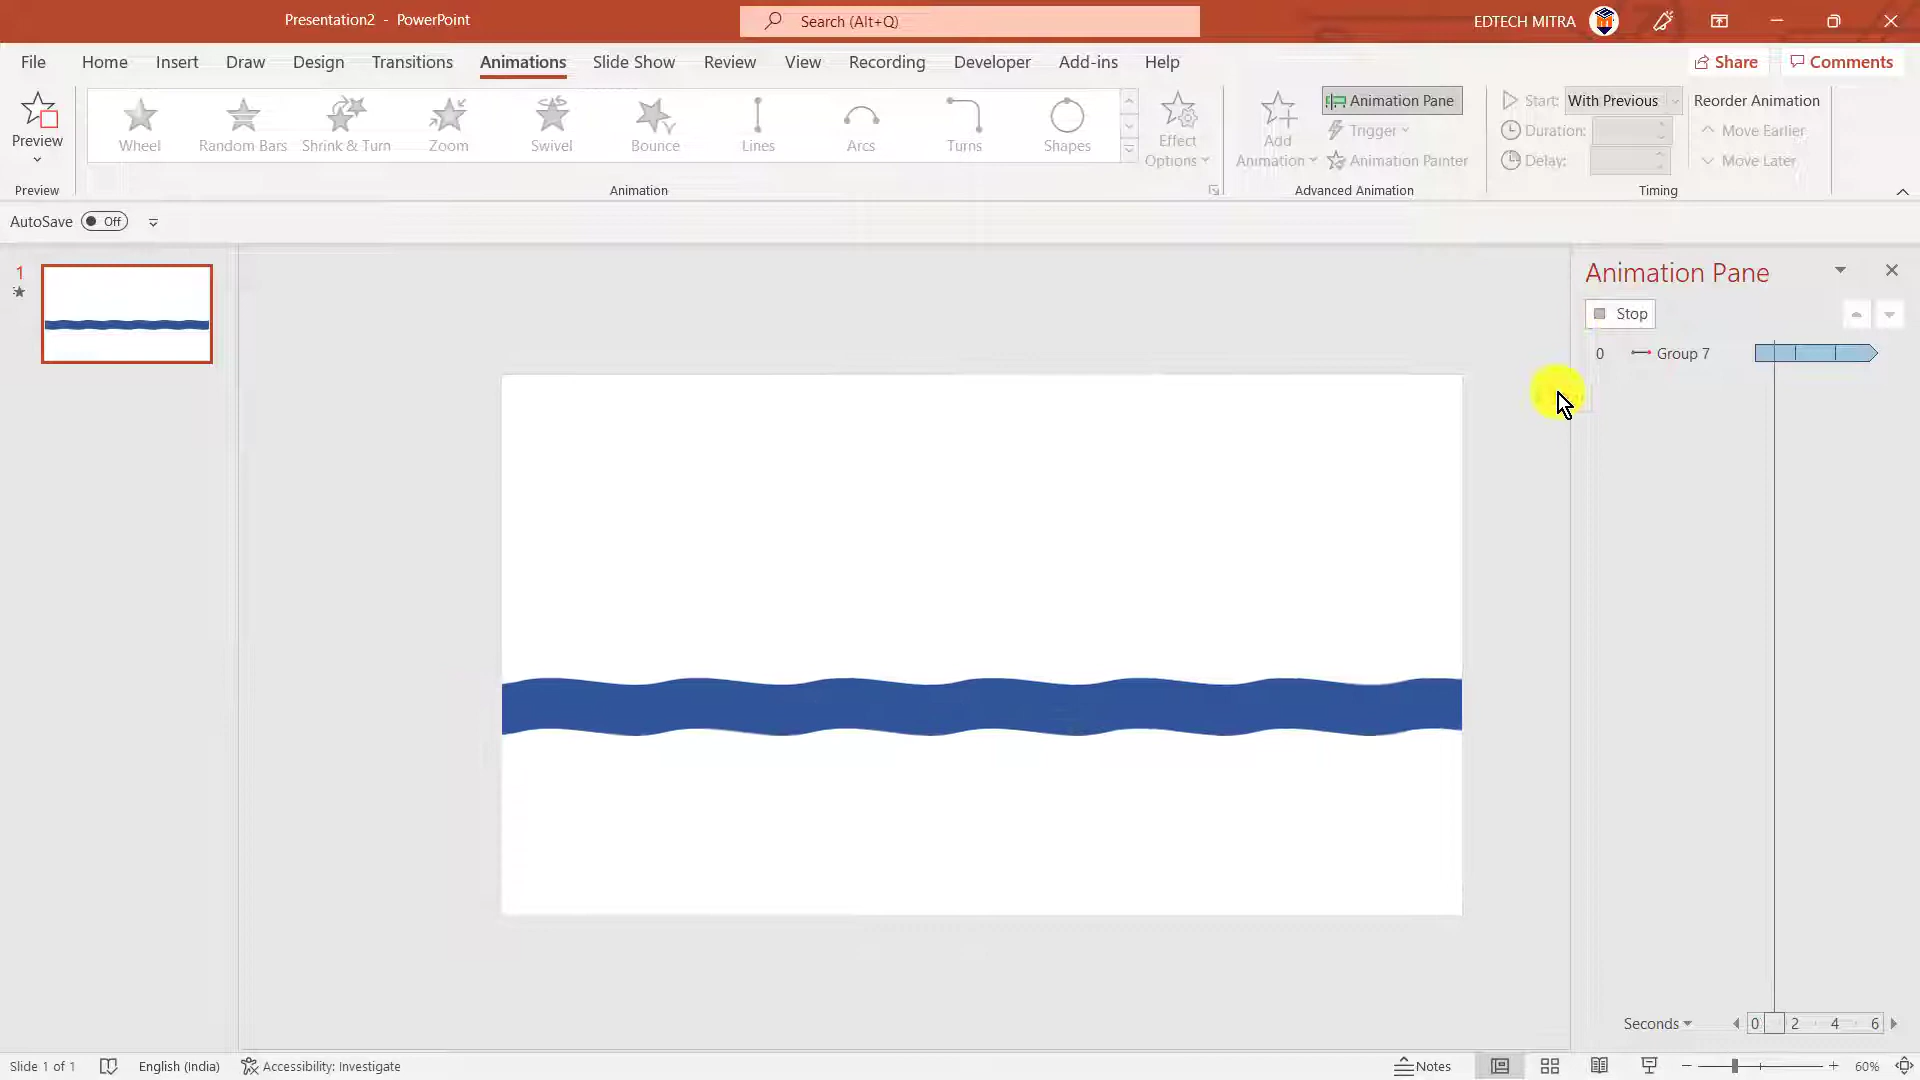 Presentation2 - PowerPoint
Search (Alt+Q)
EDTECH MITRA
File Home Insert Draw Design Transitions Animations Slide Show Review View Recording Developer Add-ins Help
Share Comments
Preview
Wheel Random Bars Shrink & Turn Zoom Swivel Bounce Lines Arcs Turns Shapes
Effect Options
Add Animation
Animation Pane
Trigger
Animation Painter
Start: With Previous
Duration:
Delay:
Reorder Animation
Move Earlier
Move Later
Preview Animation Advanced Animation Timing
AutoSave Off
1
Animation Pane
Stop
0 Group 7
Seconds 0 2 4 6
Slide 1 of 1 English (India) Accessibility: Investigate Notes 60%